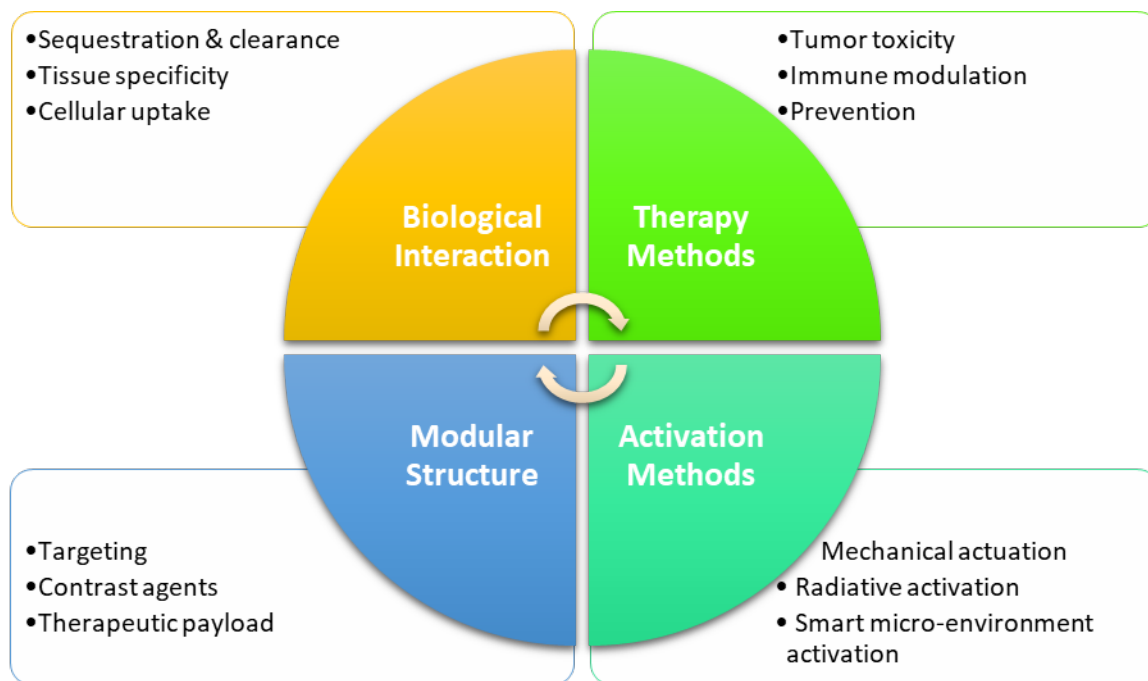 •Sequestration & clearance
•Tissue specificity
•Cellular uptake
•Tumor toxicity
•Immune modulation
•Prevention
Biological
Interaction
Therapy
Methods
Modular
Structure
Activation
Methods
•Targeting
•Contrast agents
•Therapeutic payload
Mechanical actuation
• Radiative activation
• Smart micro-environment
activation